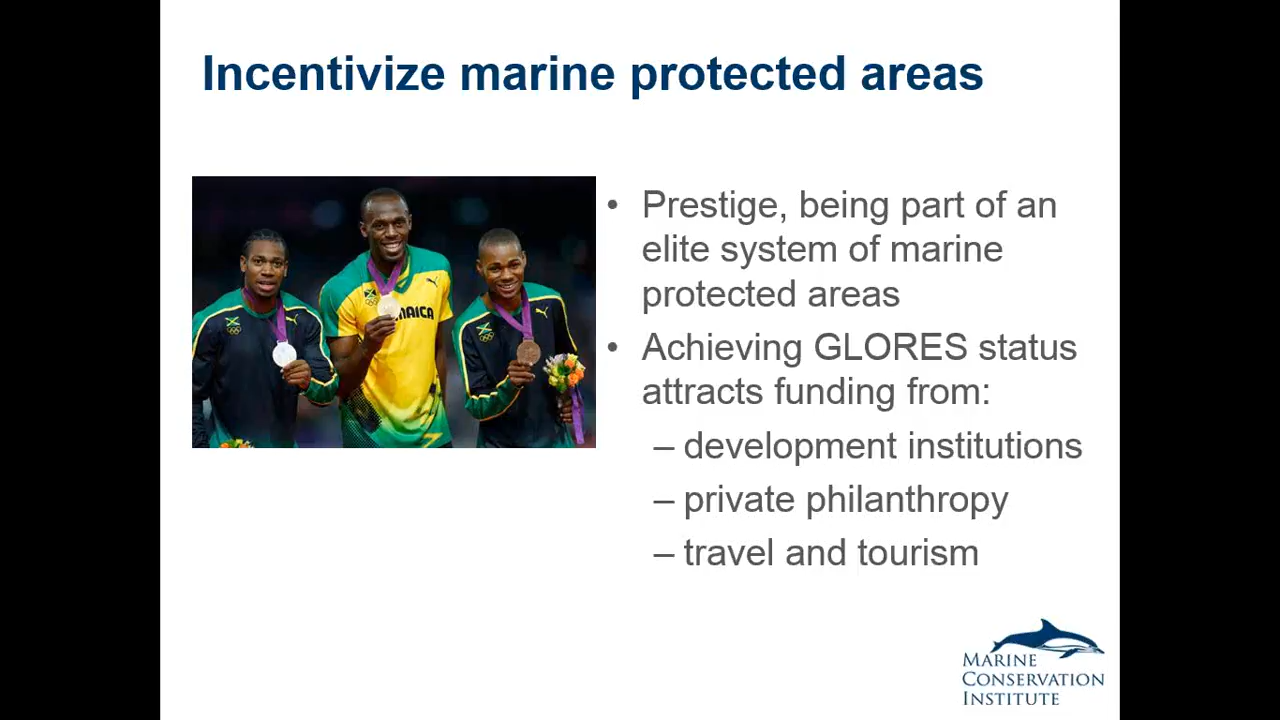 Incentivize marine protected areas
JAMAICA
• Prestige, being part of an
elite system of marine
protected areas
• Achieving GLORES status
attracts funding from:
– development institutions
– private philanthropy
– travel and tourism
MARINE
CONSERVATION
INSTITUTE